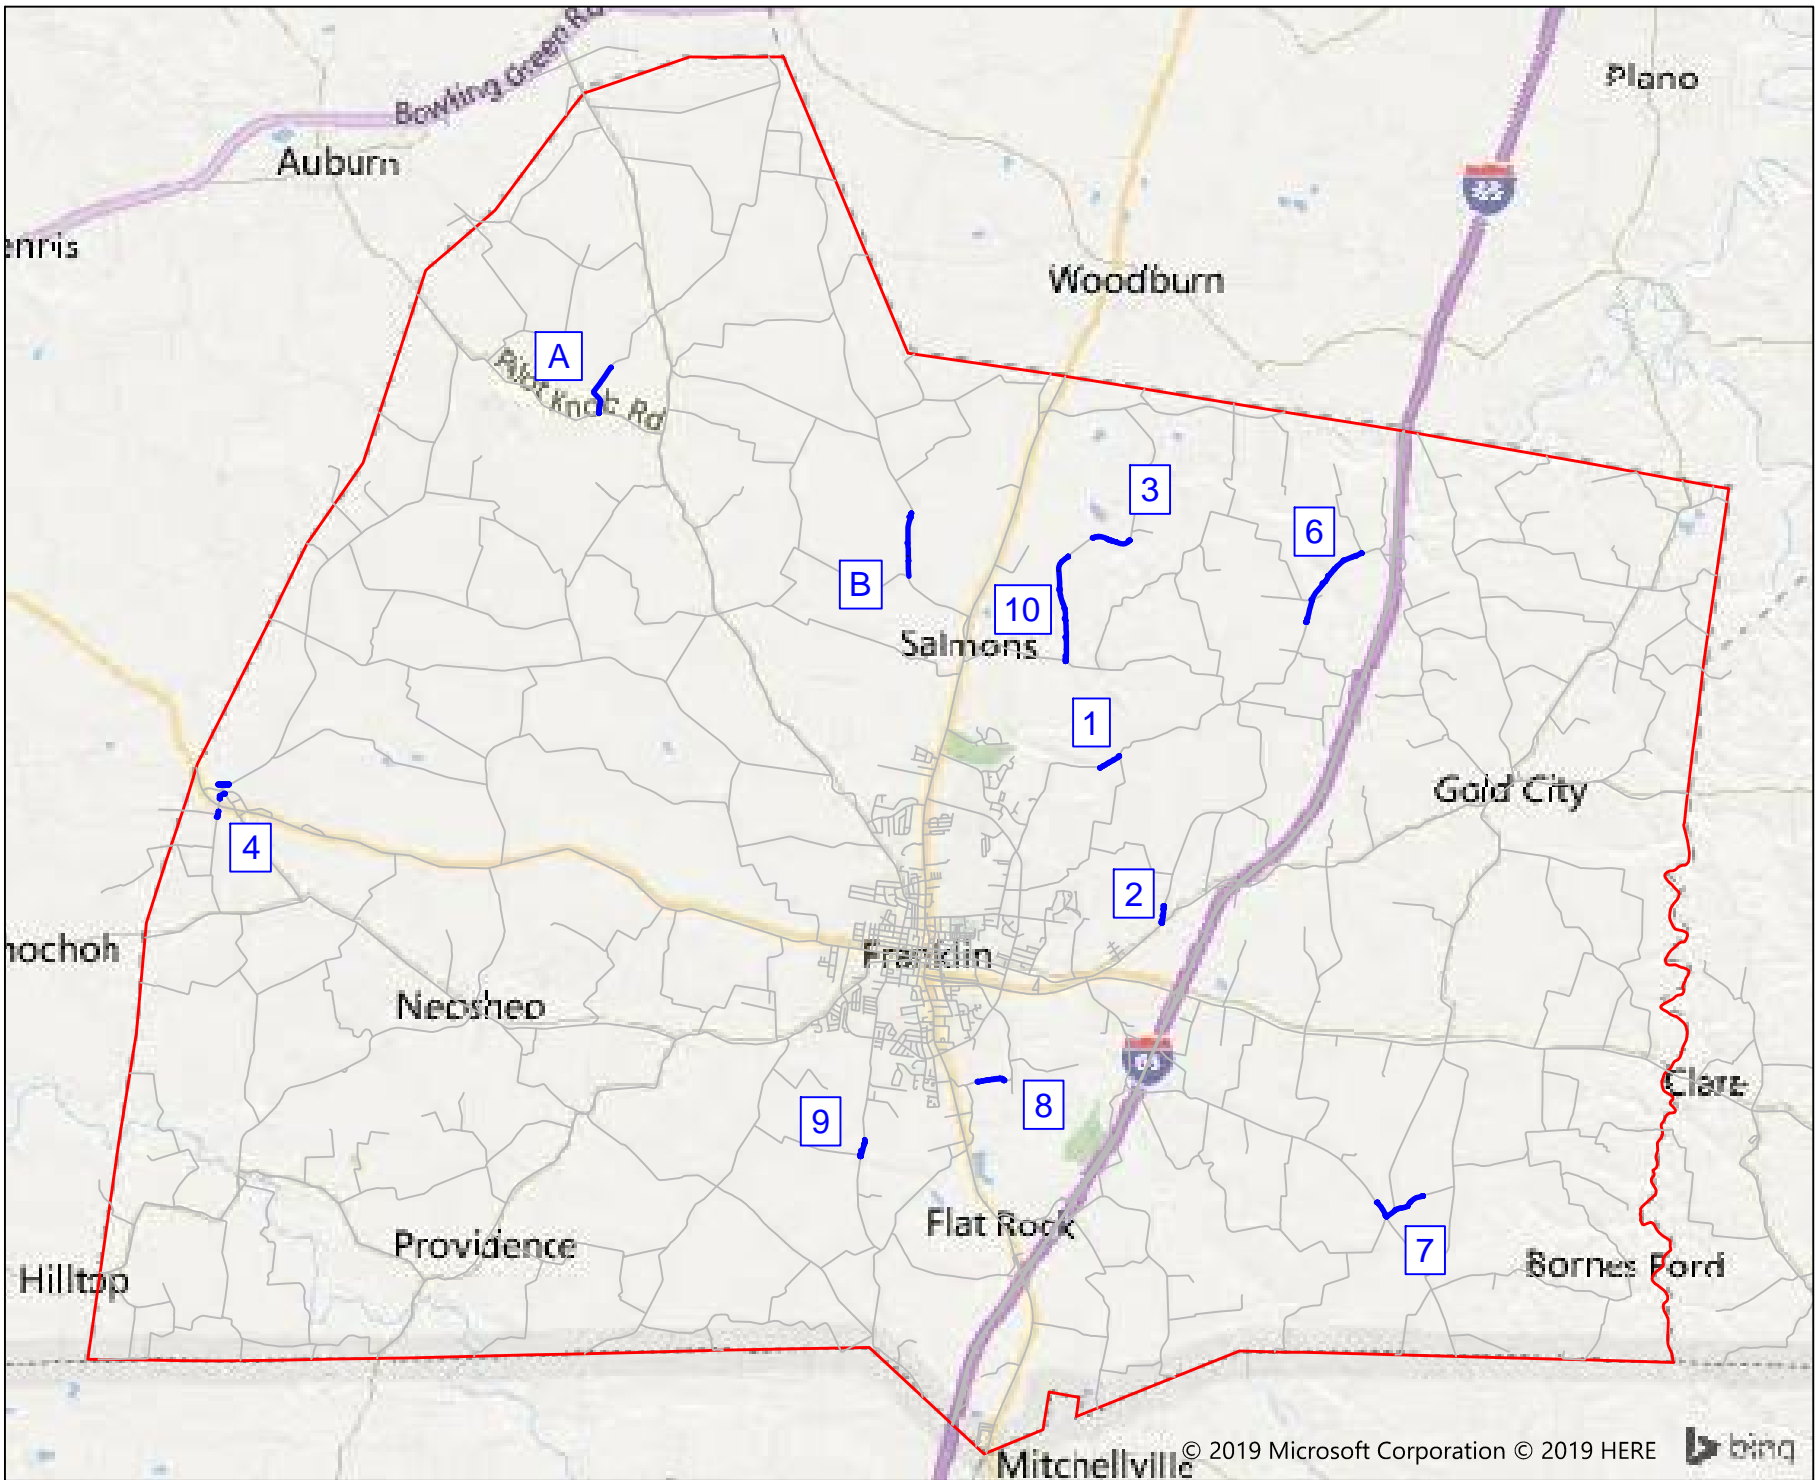 Plano
Bowling Green Rd
Auburn
ennis
65
Woodburn
A
Pilot Knob Rd
3
6
B
10
Salmons
1
Gold City
4
2
nochoh
Franklin
Neosheo
65
Clare
8
9
Flat Rock
7
Providence
Bornes Ford
Hilltop
Mitchellville
© 2019 Microsoft Corporation © 2019 HERE
bing